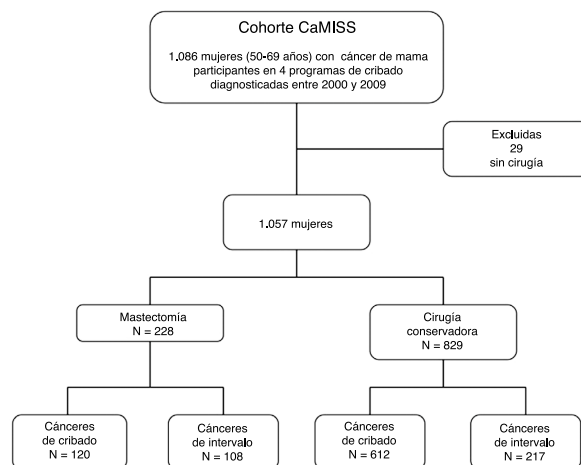 Cohorte CaMISS
1.086 mujeres (50-69 años) con cáncer de mama
participantes en 4 programas de cribado
diagnosticadas entre 2000 y 2009
Excluidas
29
sin cirugía
1.057 mujeres
Mastectomía
N = 228
Cirugía
conservadora
N = 829
Cánceres
de cribado
N = 120
Cánceres
de intervalo
N = 108
Cánceres
de cribado
N = 612
Cánceres
de intervalo
N = 217